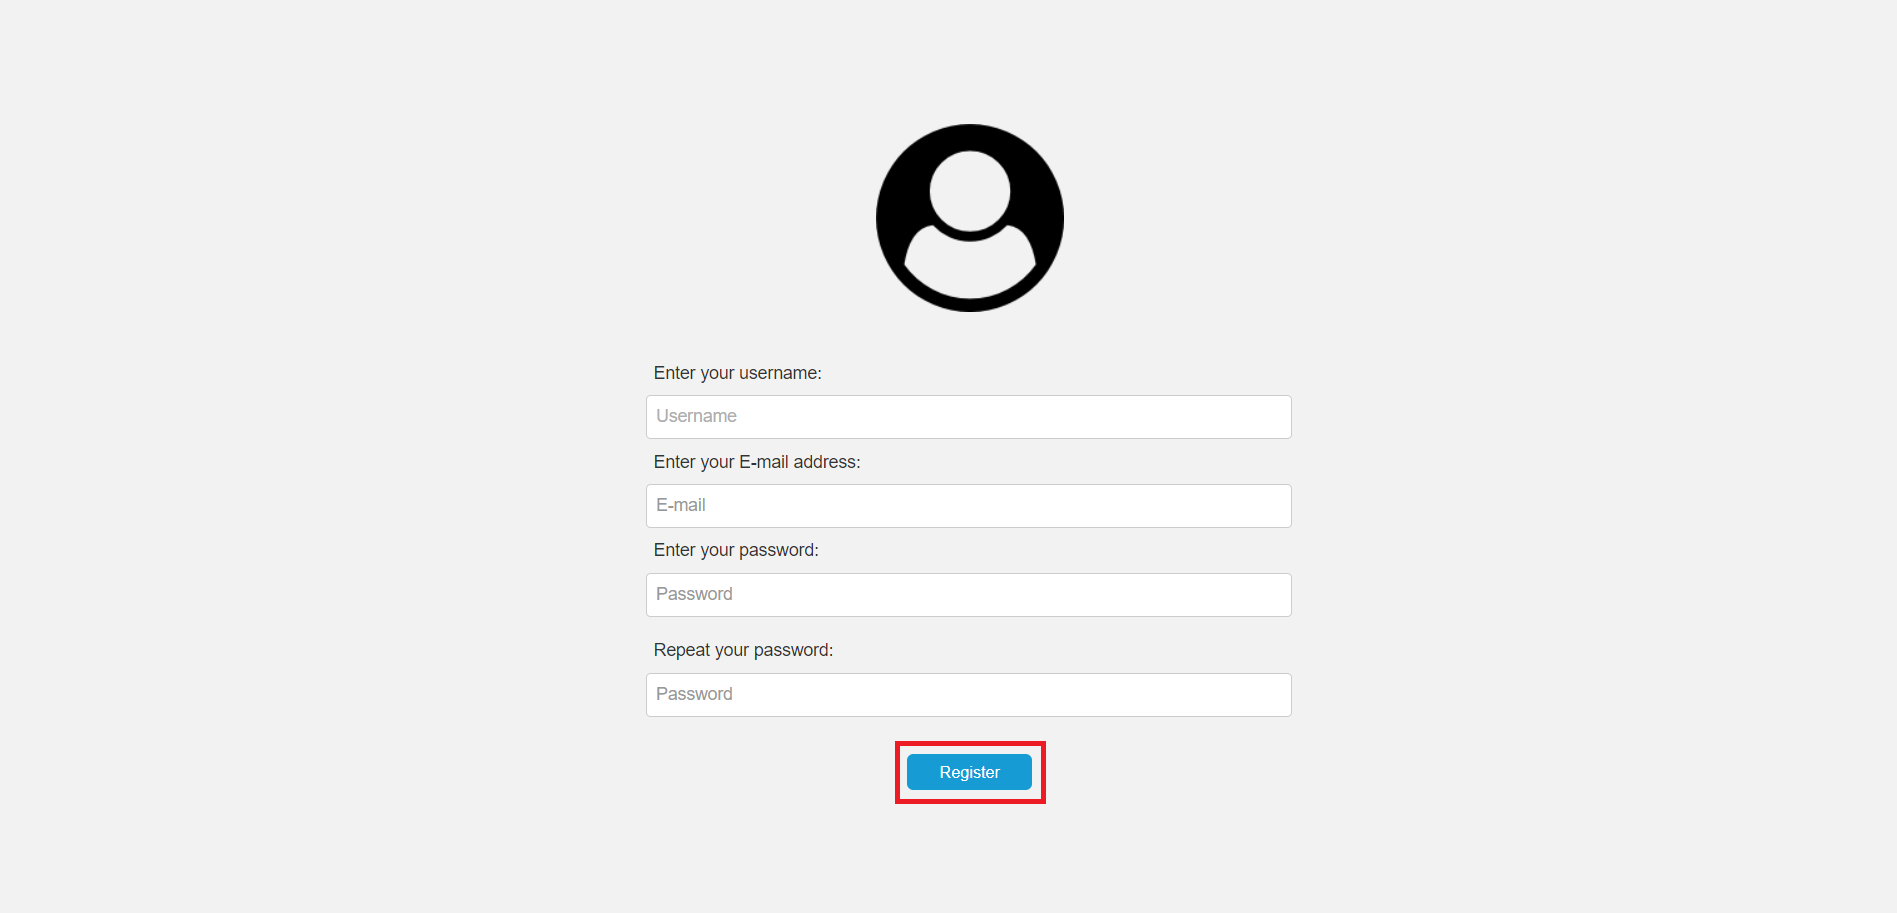 Enter your username:
Username
Enter your E-mail address:
E-mail
Enter your password:
Password
Repeat your password:
Password
Register